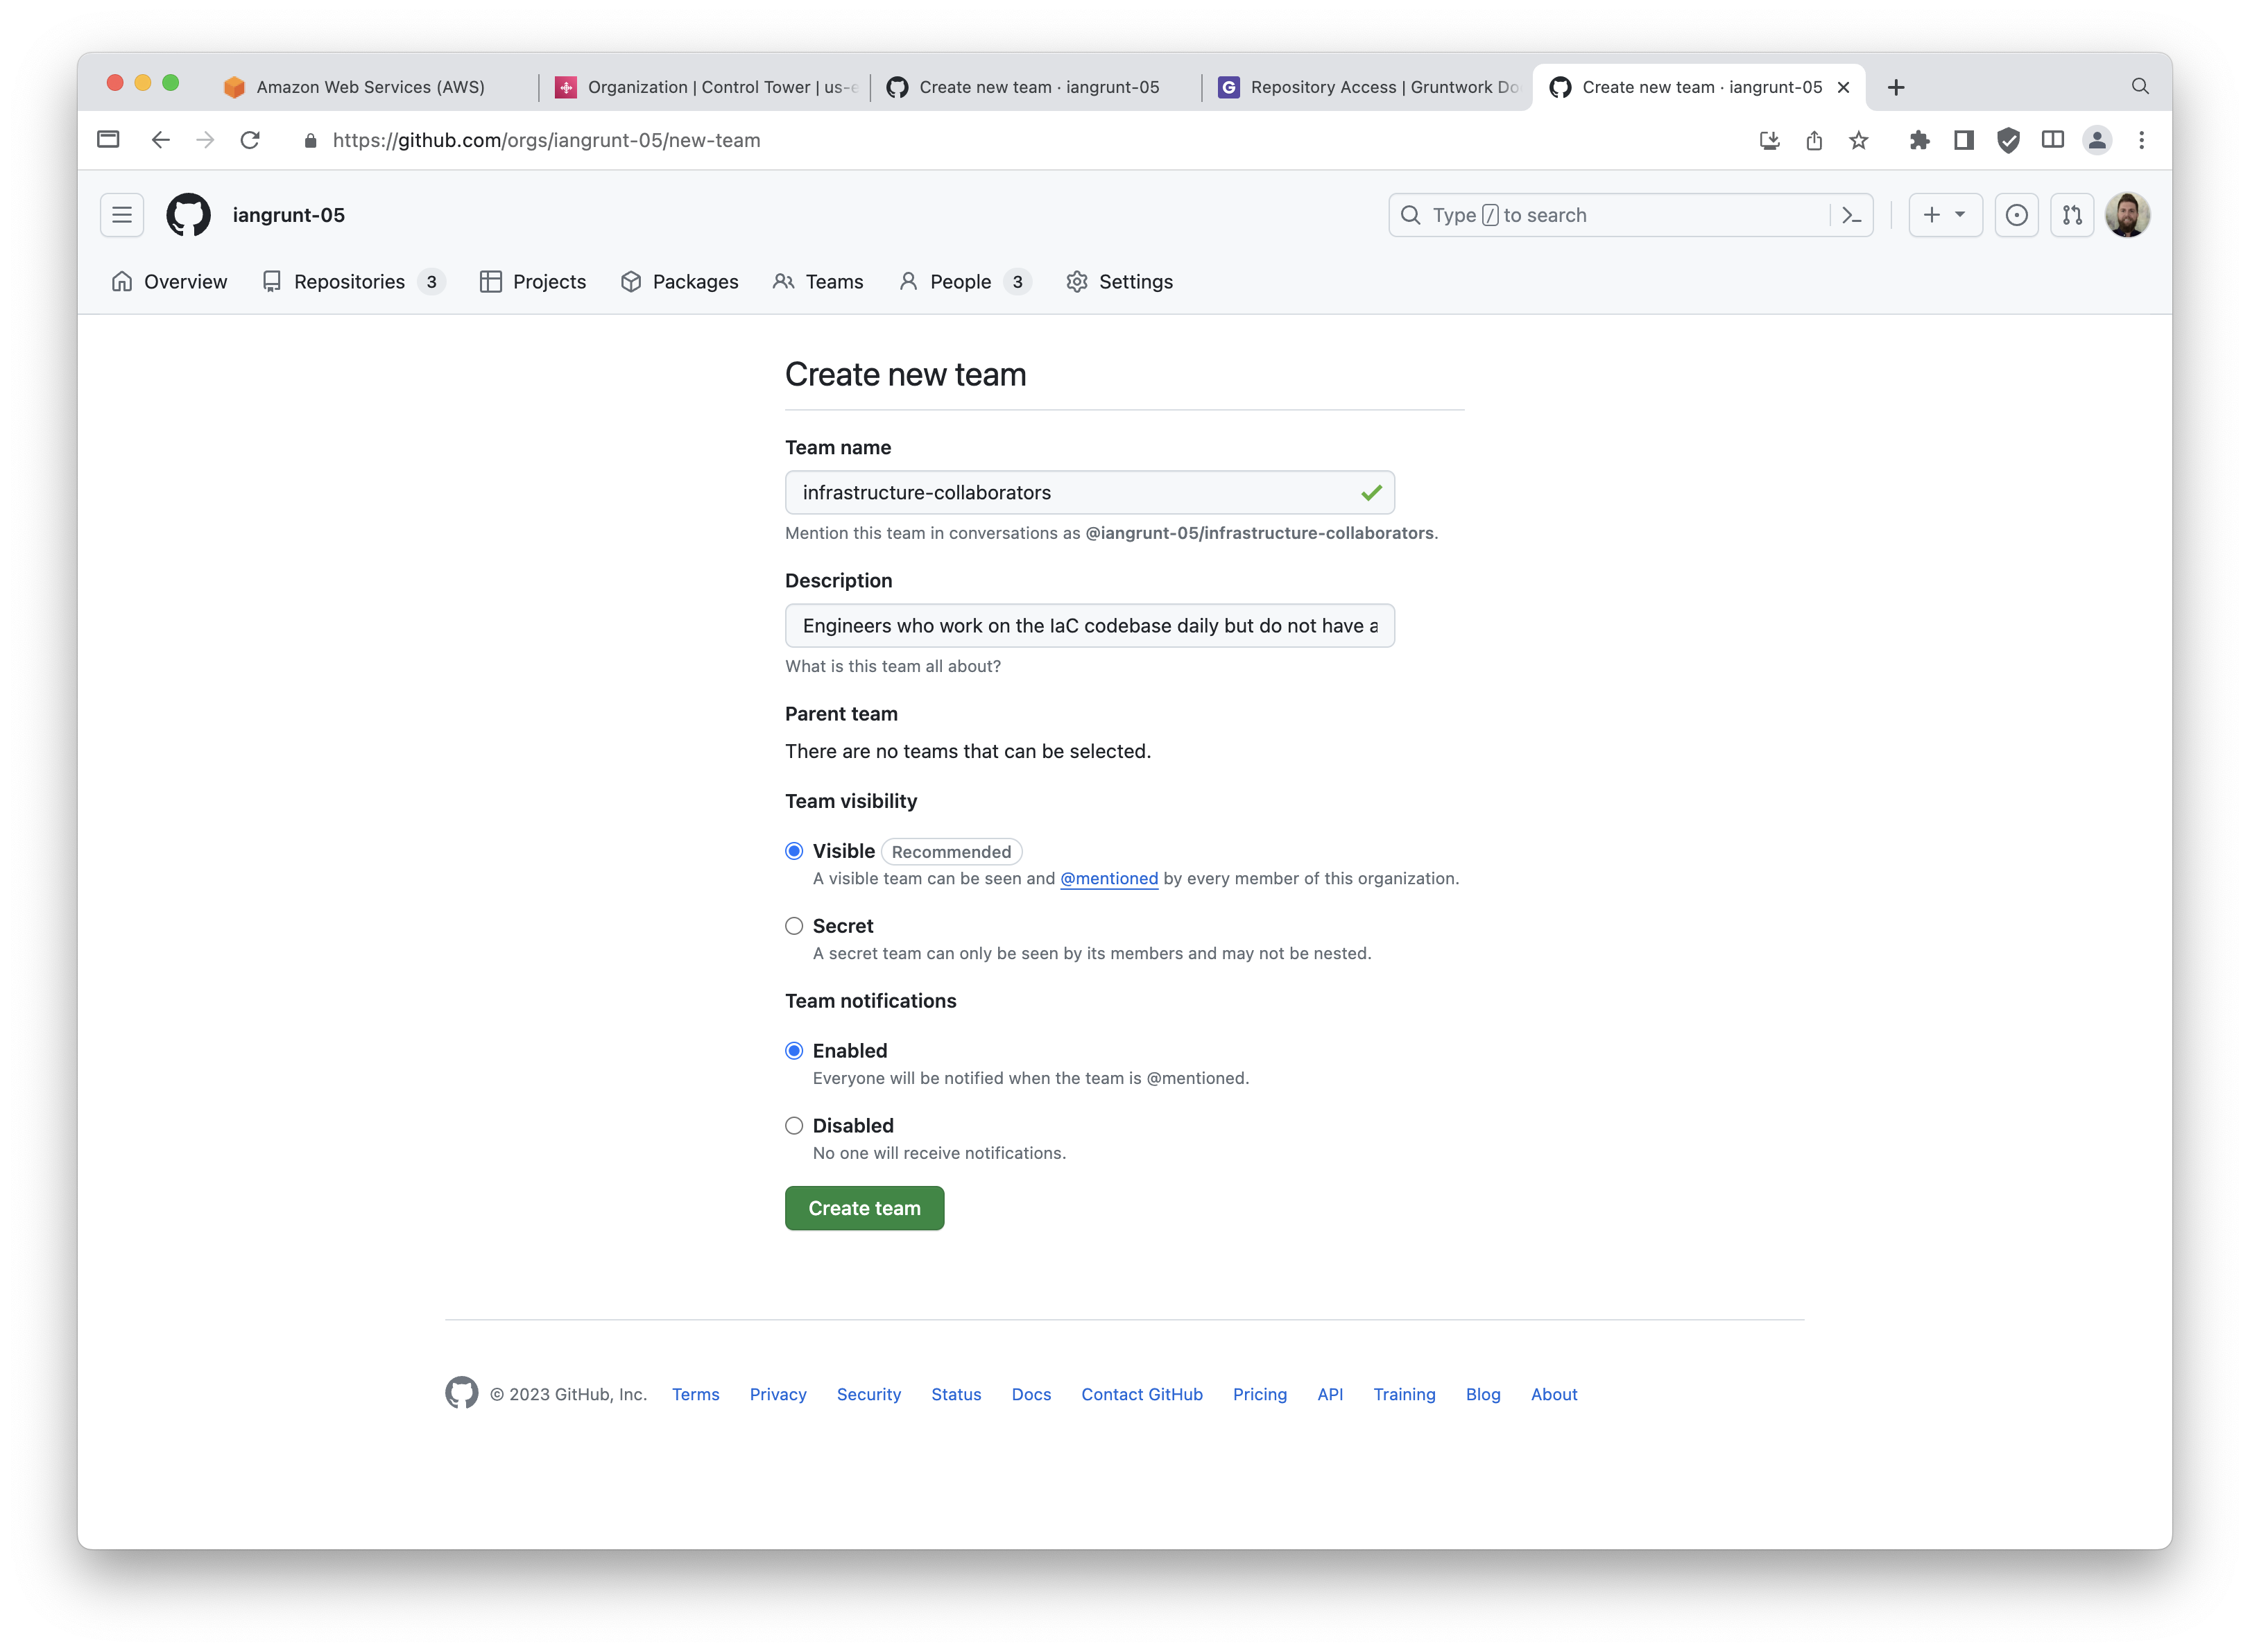 Amazon Web Services (AWS)
Organization | Control Tower | us-e
Create new team · iangrunt-05
Repository Access | Gruntwork Do
Create new team · iangrunt-05
https://github.com/orgs/iangrunt-05/new-team
iangrunt-05
Type / to search
Overview
Repositories 3
Projects
Packages
Teams
People 3
Settings
Create new team
Team name
infrastructure-collaborators
Mention this team in conversations as @iangrunt-05/infrastructure-collaborators.
Description
Engineers who work on the IaC codebase daily but do not have a
What is this team all about?
Parent team
There are no teams that can be selected.
Team visibility
Visible Recommended
A visible team can be seen and @mentioned by every member of this organization.
Secret
A secret team can only be seen by its members and may not be nested.
Team notifications
Enabled
Everyone will be notified when the team is @mentioned.
Disabled
No one will receive notifications.
Create team
© 2023 GitHub, Inc.
Terms
Privacy
Security
Status
Docs
Contact GitHub
Pricing
API
Training
Blog
About